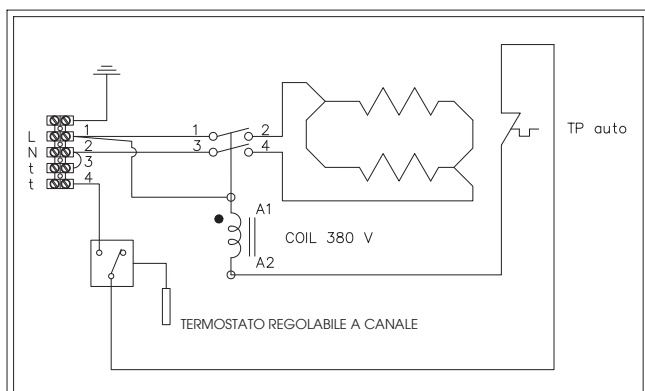 L 1 1 2
N 2 3 4
t 3
t 4
TP auto
A1
COIL 380 V
A2
TERMOSTATO REGOLABILE A CANALE